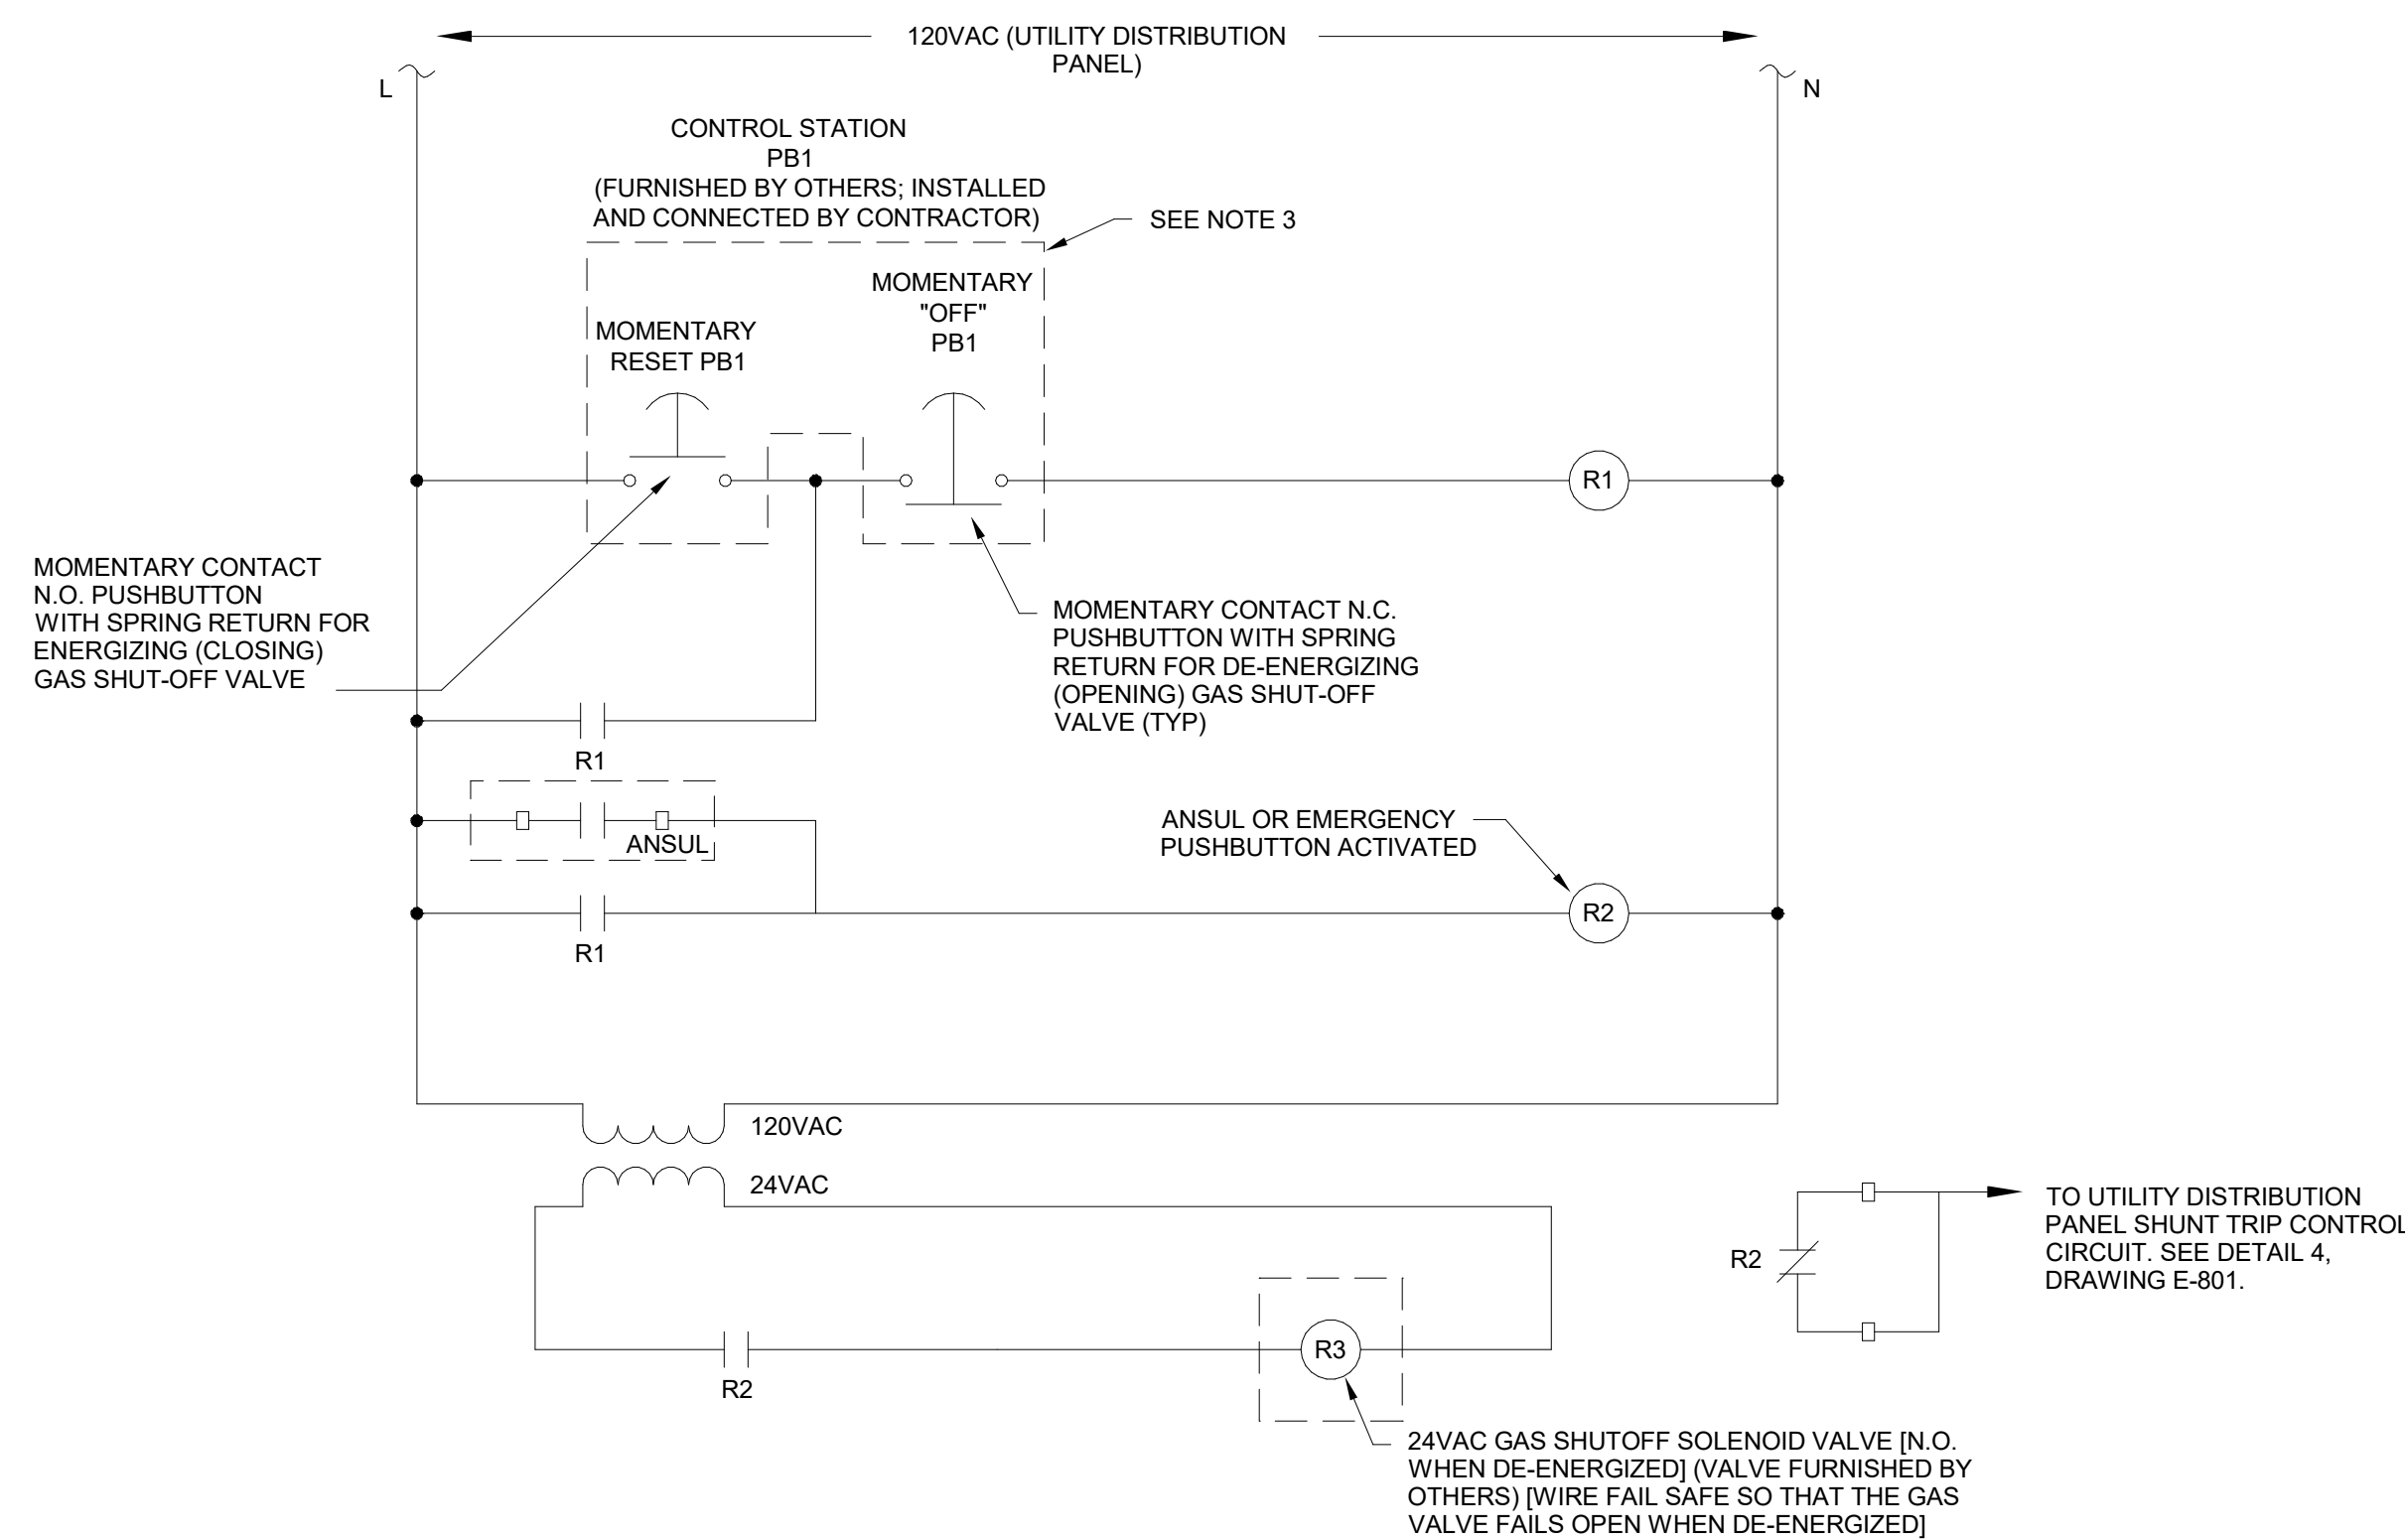 120VAC (UTILITY DISTRIBUTION
PANEL)
L
N
CONTROL STATION
PB1
(FURNISHED BY OTHERS; INSTALLED
AND CONNECTED BY CONTRACTOR)
SEE NOTE 3
MOMENTARY
"OFF"
PB1
MOMENTARY
RESET PB1
R1
MOMENTARY CONTACT
N.O. PUSHBUTTON
WITH SPRING RETURN FOR
ENERGIZING (CLOSING)
GAS SHUT-OFF VALVE
MOMENTARY CONTACT N.C.
PUSHBUTTON WITH SPRING
RETURN FOR DE-ENERGIZING
(OPENING) GAS SHUT-OFF
VALVE (TYP)
R1
ANSUL
ANSUL OR EMERGENCY
PUSHBUTTON ACTIVATED
R2
R1
120VAC
24VAC
R2
TO UTILITY DISTRIBUTION
PANEL SHUNT TRIP CONTROL
CIRCUIT. SEE DETAIL 4,
DRAWING E-801.
R3
R2
24VAC GAS SHUTOFF SOLENOID VALVE [N.O.
WHEN DE-ENERGIZED] (VALVE FURNISHED BY
OTHERS) [WIRE FAIL SAFE SO THAT THE GAS
VALVE FAILS OPEN WHEN DE-ENERGIZED]